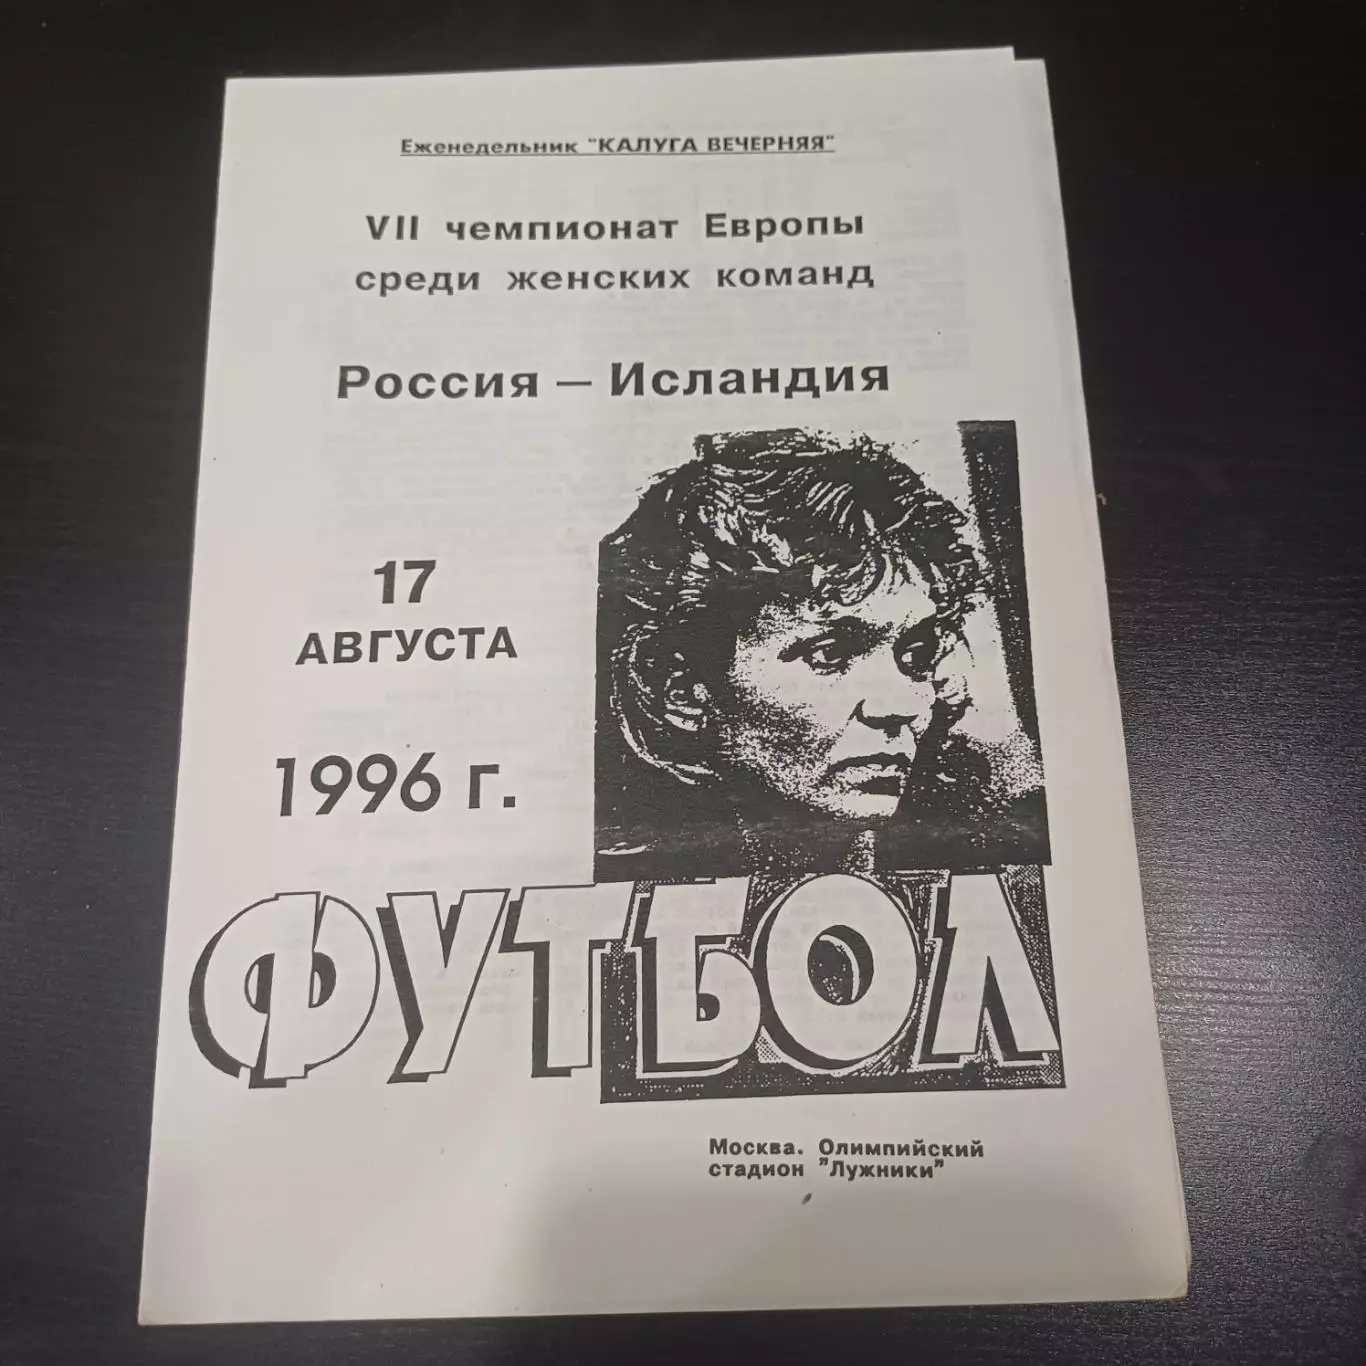 Еженедельник "КАЛУГА ВЕЧЕРНЯЯ"
VII чемпионат Европы
среди женских команд
Россия – Исландия
17
АВГУСТА
1996 г.
ФУТБОЛ
Москва. Олимпийский
стадион "Лужники"